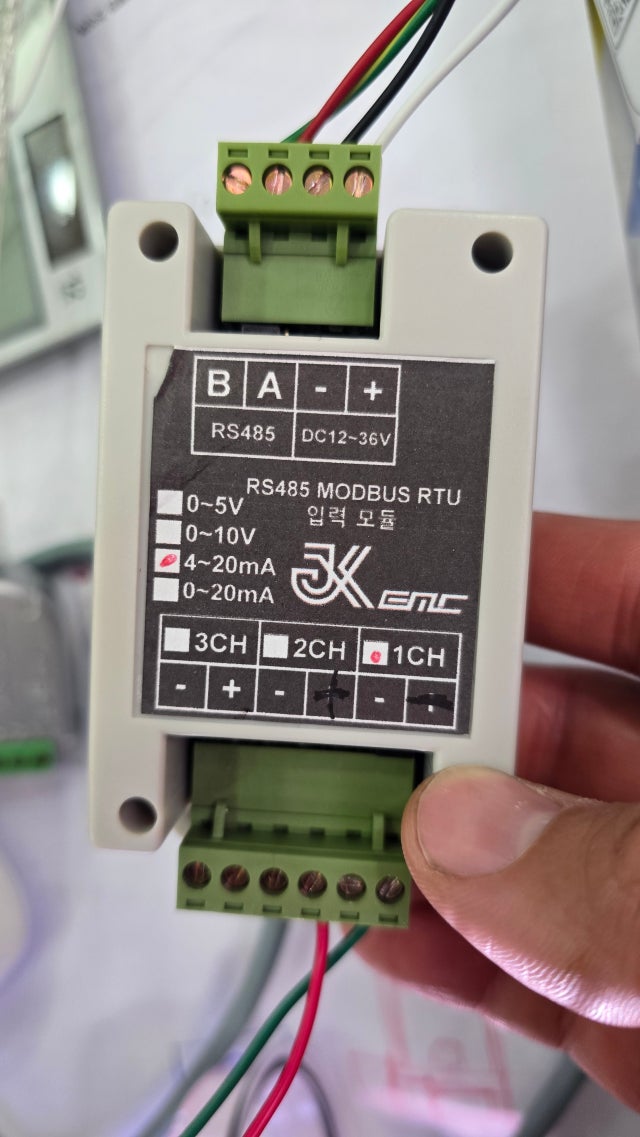 B A - +
RS485 DC12~36V
RS485 MODBUS RTU
입력 모듈
0~5V
0~10V
4~20mA
0~20mA
JK EMC
3CH 2CH 1CH
- + - + - -